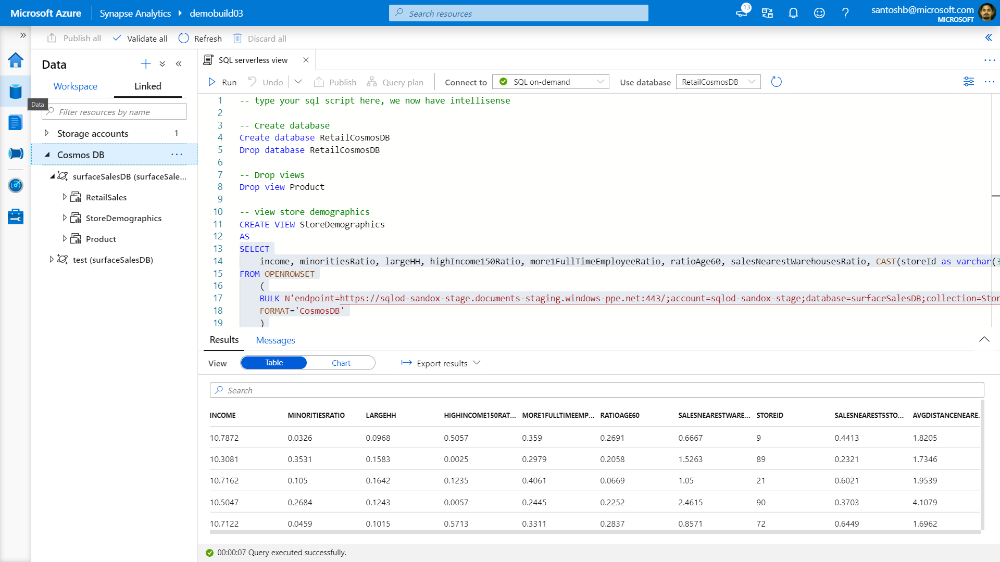 Microsoft Azure
Synapse Analytics
demobuild03
Search resources
13
santoshb@microsoft.com
MICROSOFT
Publish all
Validate all
Refresh
Discard all
Data
Workspace
Linked
Data
Filter resources by name
Storage accounts 1
Cosmos DB
surfaceSalesDB (surfaceSale...
RetailSales
StoreDemographics
Product
test (surfaceSalesDB)
SQL serverless view
Run
Undo
Publish
Query plan
Connect to
SQL on-demand
Use database
RetailCosmosDB
1 -- type your sql script here, we now have intellisense
2
3 -- Create database
4 Create database RetailCosmosDB
5 Drop database RetailCosmosDB
6
7 -- Drop views
8 Drop view Product
9
10 -- view store demographics
11 CREATE VIEW StoreDemographics
12 AS
13 SELECT
14 income, minoritiesRatio, largeHH, highIncome150Ratio, more1FullTimeEmployeeRatio, ratioAge60, salesNearestWarehousesRatio, CAST(storeId as varchar(3
15 FROM OPENROWSET
16 (
17 BULK N'endpoint=https://sqlod-sandox-stage.documents-staging.windows-ppe.net:443/;account=sqlod-sandox-stage;database=surfaceSalesDB;collection=Stor
18 FORMAT='CosmosDB'
19 )
Results
Messages
View
Table
Chart
Export results
Search
INCOME MINORITIESRATIO LARGEHH HIGHINCOME150RAT... MORE1FULLTIMEEMP... RATIOAGE60 SALESNEARESTWARE... STOREID SALESNEAREST5STO... AVGDISTANCENEARE.
10.7872 0.0326 0.0968 0.5057 0.359 0.2691 0.6667 9 0.4413 1.8205
10.3081 0.3531 0.1583 0.0025 0.2979 0.2058 1.5263 89 0.2321 1.7346
10.7162 0.105 0.1642 0.1235 0.4061 0.0669 1.05 21 0.6021 1.9539
10.5047 0.2684 0.1243 0.0057 0.2445 0.2252 2.4615 90 0.3703 4.1079
10.7122 0.0459 0.1015 0.5713 0.3311 0.2837 0.8571 72 0.6449 1.6962
00:00:07 Query executed successfully.